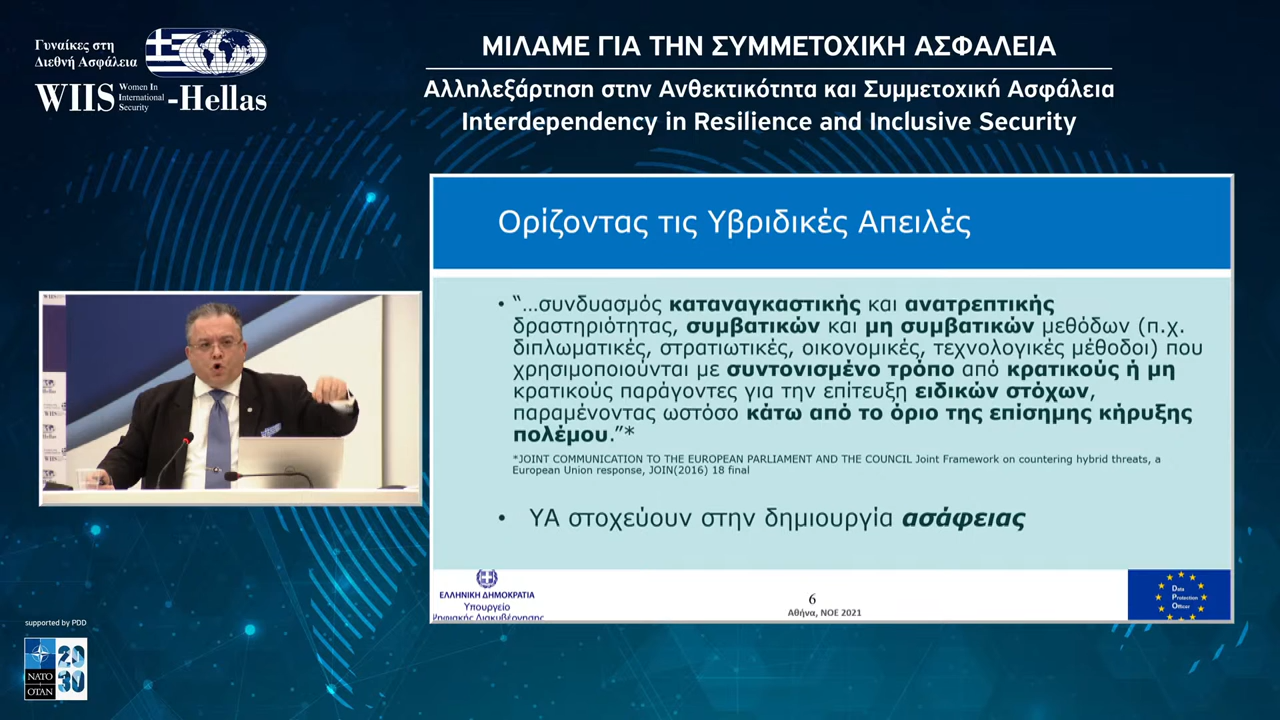 Γυναίκες στη
Διεθνή Ασφάλεια
WIIS Women In International Security -Hellas
ΜΙΛΑΜΕ ΓΙΑ ΤΗΝ ΣΥΜΜΕΤΟΧΙΚΗ ΑΣΦΑΛΕΙΑ
Αλληλεξάρτηση στην Ανθεκτικότητα και Συμμετοχική Ασφάλεια
Interdependency in Resilience and Inclusive Security
Ορίζοντας τις Υβριδικές Απειλές
• “…συνδυασμός καταναγκαστικής και ανατρεπτικής
δραστηριότητας, συμβατικών και μη συμβατικών μεθόδων (π.χ.
διπλωματικές, στρατιωτικές, οικονομικές, τεχνολογικές μέθοδοι) που
χρησιμοποιούνται με συντονισμένο τρόπο από κρατικούς ή μη
κρατικούς παράγοντες για την επίτευξη ειδικών στόχων,
παραμένοντας ωστόσο κάτω από το όριο της επίσημης κήρυξης
πολέμου.”*
*JOINT COMMUNICATION TO THE EUROPEAN PARLIAMENT AND THE COUNCIL Joint Framework on countering hybrid threats, a
European Union response, JOIN(2016) 18 final
• ΥΑ στοχεύουν στην δημιουργία ασάφειας
ΕΛΛΗΝΙΚΗ ΔΗΜΟΚΡΑΤΙΑ
Υπουργείο
Ψηφιακής Διακυβέρνησης
6
Αθήνα, ΝΟΕ 2021
Data
Protection
Officer
supported by PDD
NATO
OTAN
20
30